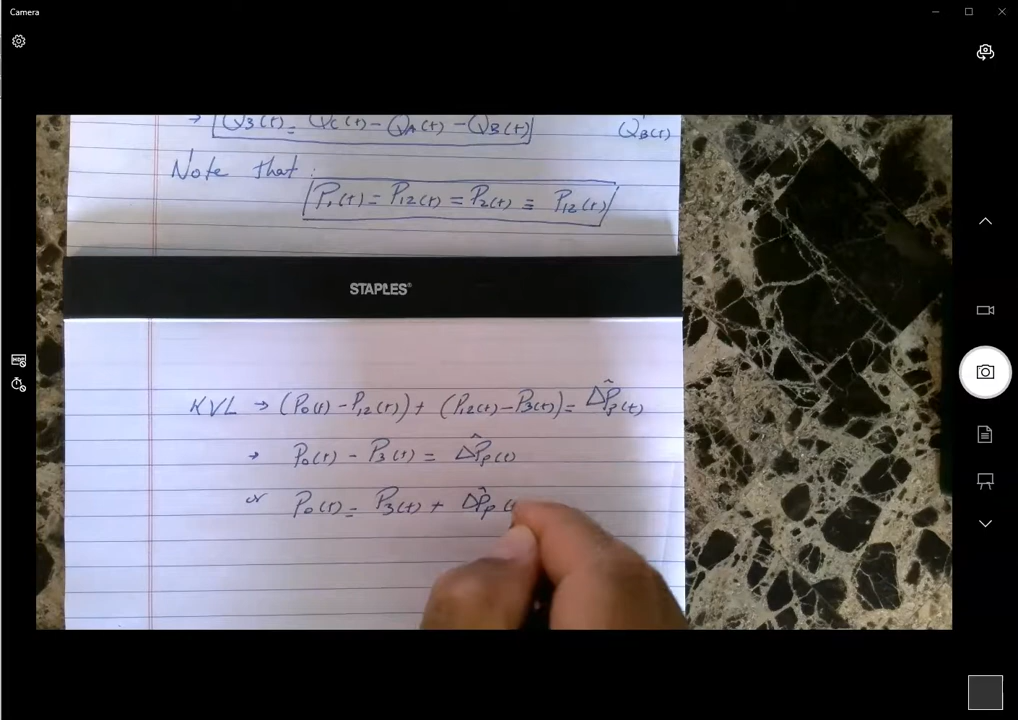 Camera
→ Q3(t) = QC(t) - QA(t) - QB(t)
QB(t)
Note that :
P1(t) = P12(t) = P2(t) ≡ P12(t)
STAPLES®
KVL → (P0(t) - P12(t)) + (P12(t) - P3(t)) = ΔP̂p(t)
→ P0(t) - P3(t) = ΔP̂p(t)
or P0(t) = P3(t) + ΔP̂p(t